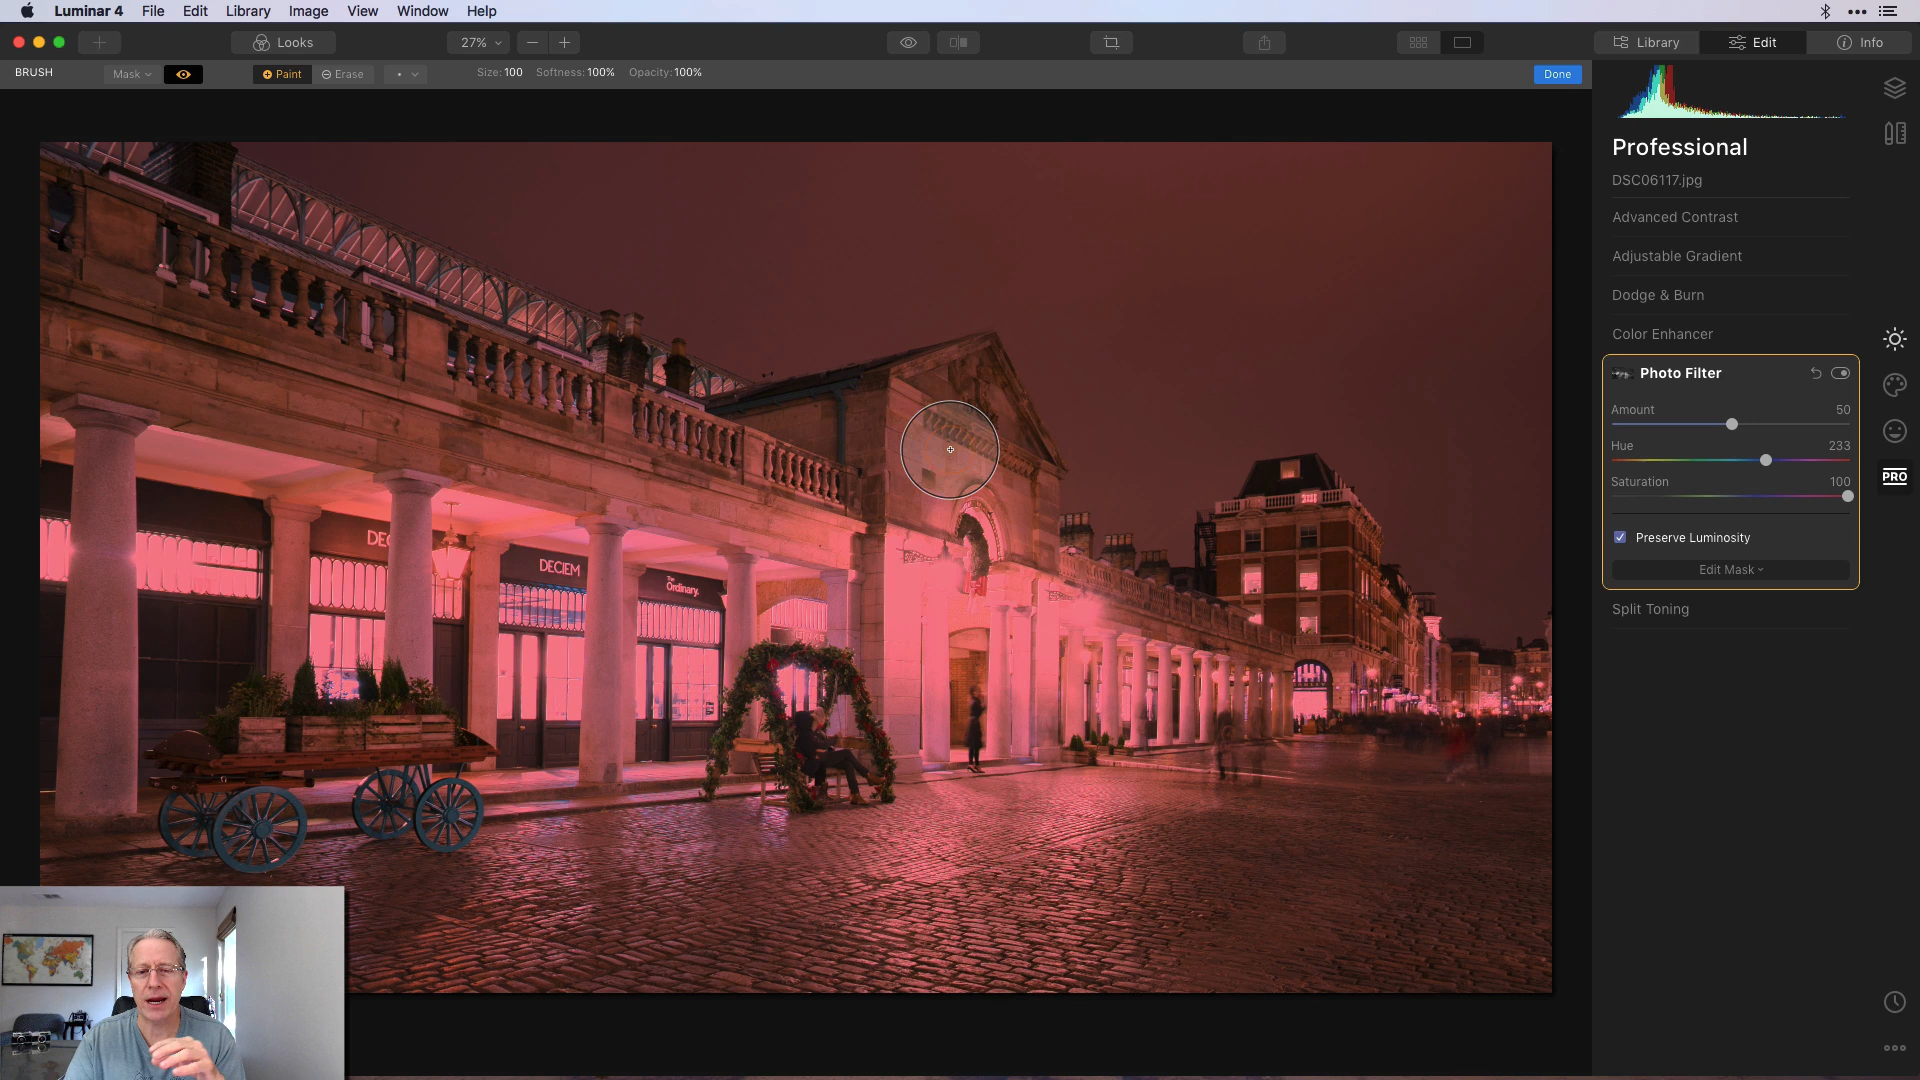 Luminar 4 File Edit Library Image View Window Help
Looks 27% Library Edit Info
BRUSH Mask Paint Erase Size: 100 Softness: 100% Opacity: 100% Done
Professional
DSC06117.jpg
Advanced Contrast
Adjustable Gradient
Dodge & Burn
Color Enhancer
Photo Filter
Amount 50
Hue 233
Saturation 100
Preserve Luminosity
Edit Mask
Split Toning
PRO
DEC
DECIEM
The
Ordinary.